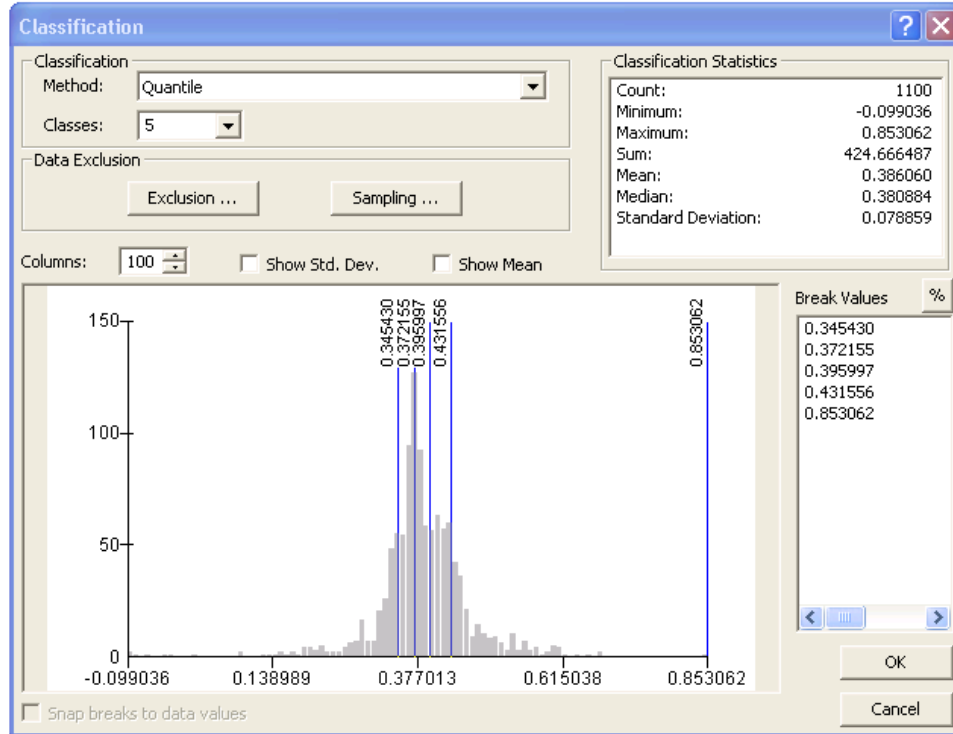 Classification
Classification
Method: Quantile
Classes: 5
Data Exclusion
Exclusion ...
Sampling ...
Classification Statistics
Count: 1100
Minimum: -0.099036
Maximum: 0.853062
Sum: 424.666487
Mean: 0.386060
Median: 0.380884
Standard Deviation: 0.078859
Columns: 100
Show Std. Dev.
Show Mean
Break Values %
0.345430
0.372155
0.395997
0.431556
0.853062
0.345430
0.372155
0.395997
0.431556
0.853062
150
100
50
0
-0.099036 0.138989 0.377013 0.615038 0.853062
Snap breaks to data values
OK
Cancel